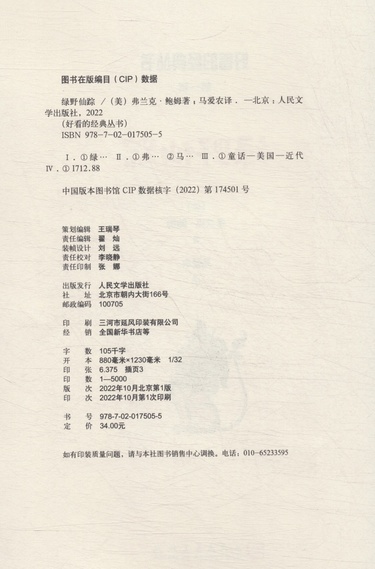 图书在版编目（CIP）数据
绿野仙踪 /（美）弗兰克·鲍姆著；马爱农译．—北京：人民文
学出版社，2022
（好看的经典丛书）
ISBN 978-7-02-017505-5
Ⅰ．①绿… Ⅱ．①弗… ②马… Ⅲ．①童话—美国—近代
Ⅳ．①I712.88
中国版本图书馆 CIP 数据核字（2022）第 174501 号
策划编辑 王瑞琴
责任编辑 翟灿
装帧设计 刘远
责任校对 李晓静
责任印制 张娜
出版发行 人民文学出版社
社址 北京市朝内大街166号
邮政编码 100705
印刷 三河市延风印装有限公司
经销 全国新华书店等
字数 105千字
开本 880毫米×1230毫米 1/32
印张 6.375 插页3
印数 1—5000
版次 2022年10月北京第1版
印次 2022年10月第1次印刷
书号 978-7-02-017505-5
定价 34.00元
如有印装质量问题，请与本社图书销售中心调换。电话：010-65233595